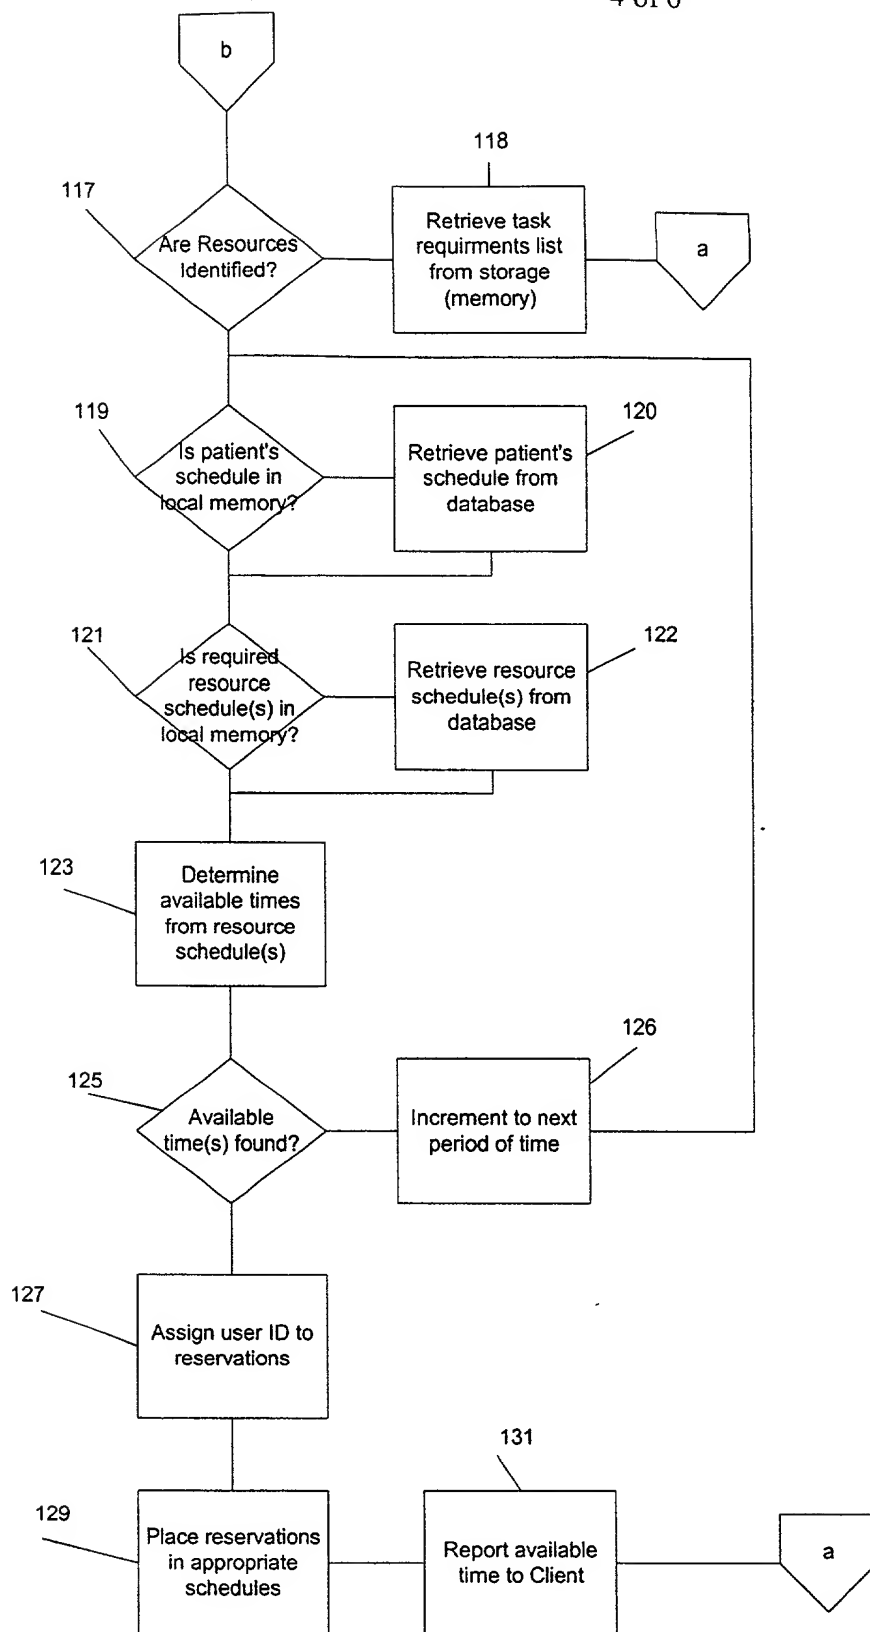 4 of 6
b
118
117
Are Resources
Identified?
Retrieve task
requirments list
from storage
(memory)
a
119
Is patient's
schedule in
local memory?
Retrieve patient's
schedule from
database
120
121
Is required
resource
schedule(s) in
local memory?
Retrieve resource
schedule(s) from
database
122
123
Determine
available times
from resource
schedule(s)
126
125
Available
time(s) found?
Increment to next
period of time
127
Assign user ID to
reservations
131
129
Place reservations
in appropriate
schedules
Report available
time to Client
a